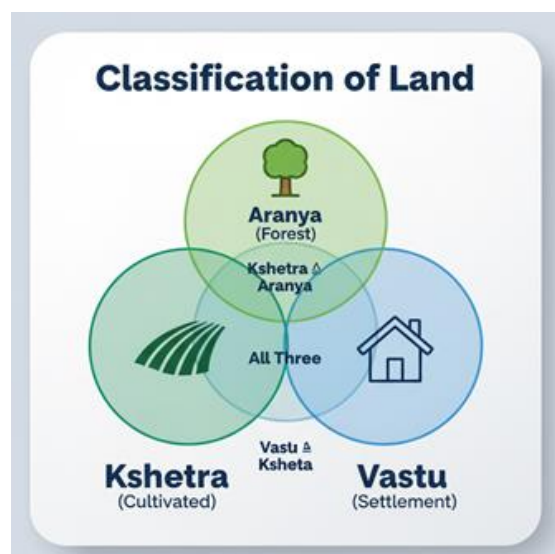 Classification of Land
Aranya
(Forest)
Kshetra ≙
Aranya
All Three
Vastu ≙
Ksheta
Kshetra
(Cultivated)
Vastu
(Settlement)